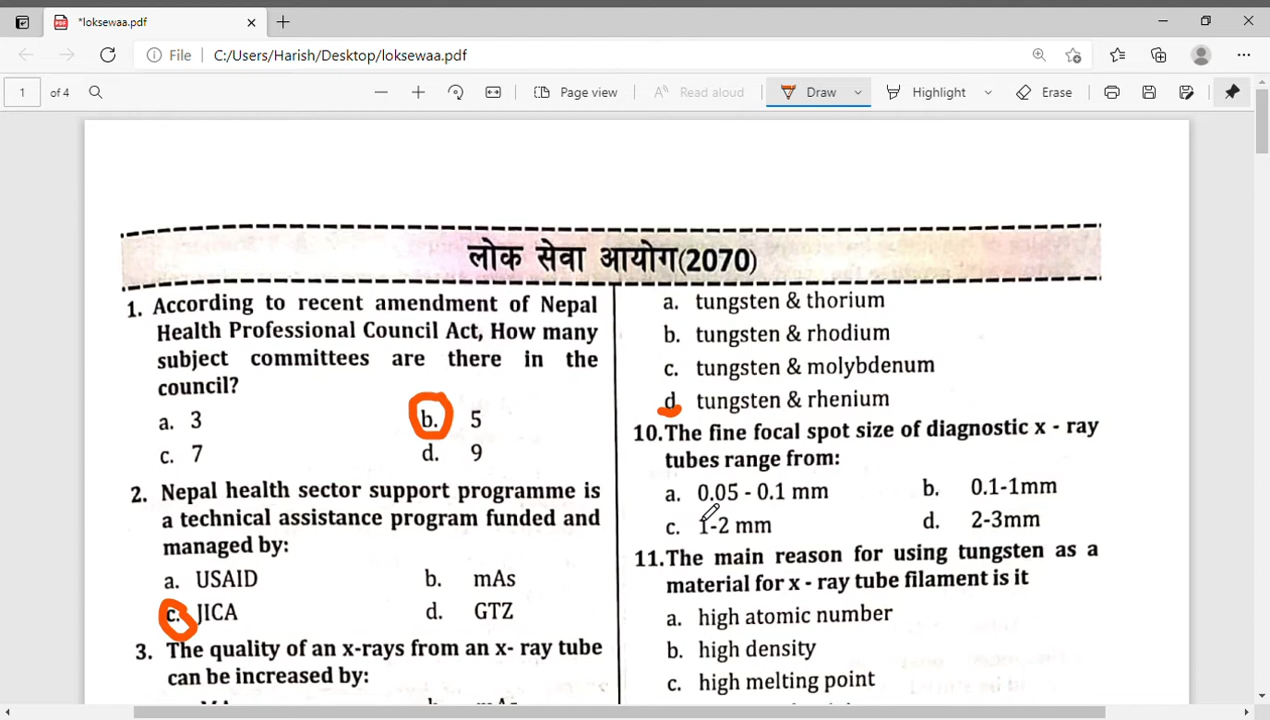 *loksewaa.pdf
File C:/Users/Harish/Desktop/loksewaa.pdf
1 of 4 Page view Read aloud Draw Highlight Erase
लोक सेवा आयोग(2070)
1. According to recent amendment of Nepal
Health Professional Council Act, How many
subject committees are there in the
council?
a. 3 b. 5
c. 7 d. 9
2. Nepal health sector support programme is
a technical assistance program funded and
managed by:
a. USAID b. mAs
c. JICA d. GTZ
3. The quality of an x-rays from an x- ray tube
can be increased by:
a. tungsten & thorium
b. tungsten & rhodium
c. tungsten & molybdenum
d tungsten & rhenium
10.The fine focal spot size of diagnostic x - ray
tubes range from:
a. 0.05 - 0.1 mm b. 0.1-1mm
c. 1-2 mm d. 2-3mm
11.The main reason for using tungsten as a
material for x - ray tube filament is it
a. high atomic number
b. high density
c. high melting point